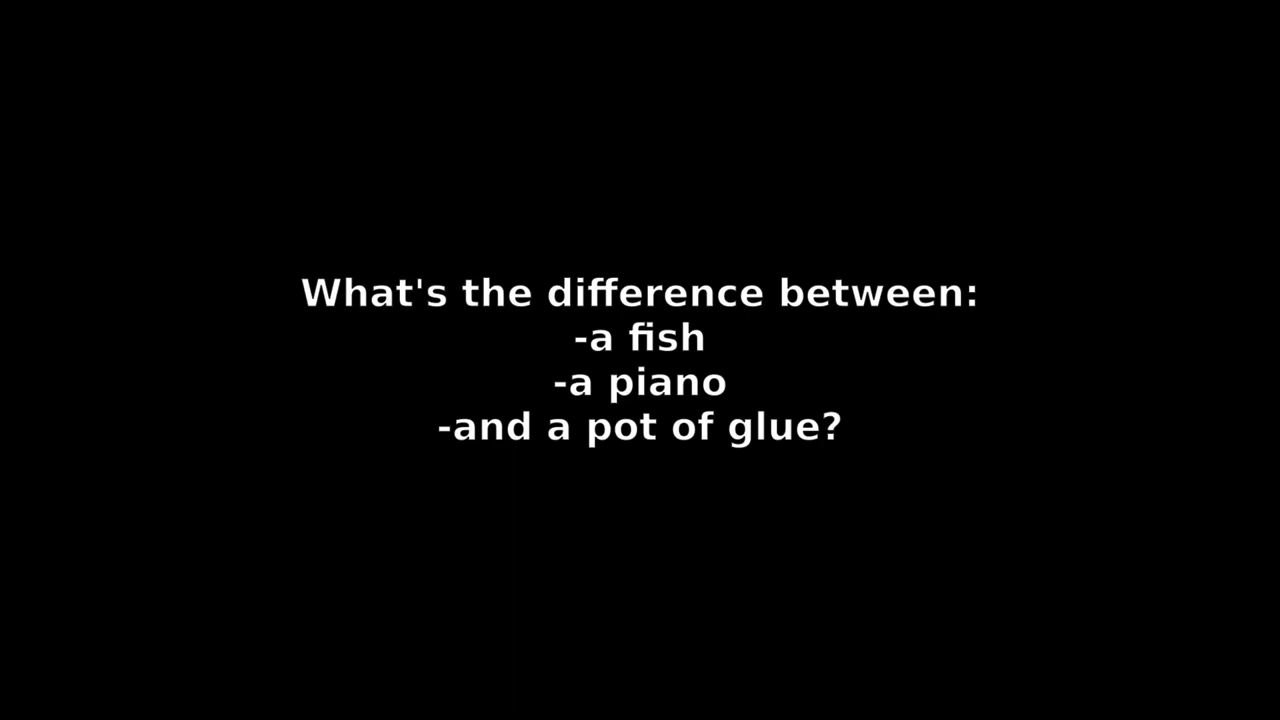 What's the difference between:
-a fish
-a piano
-and a pot of glue?